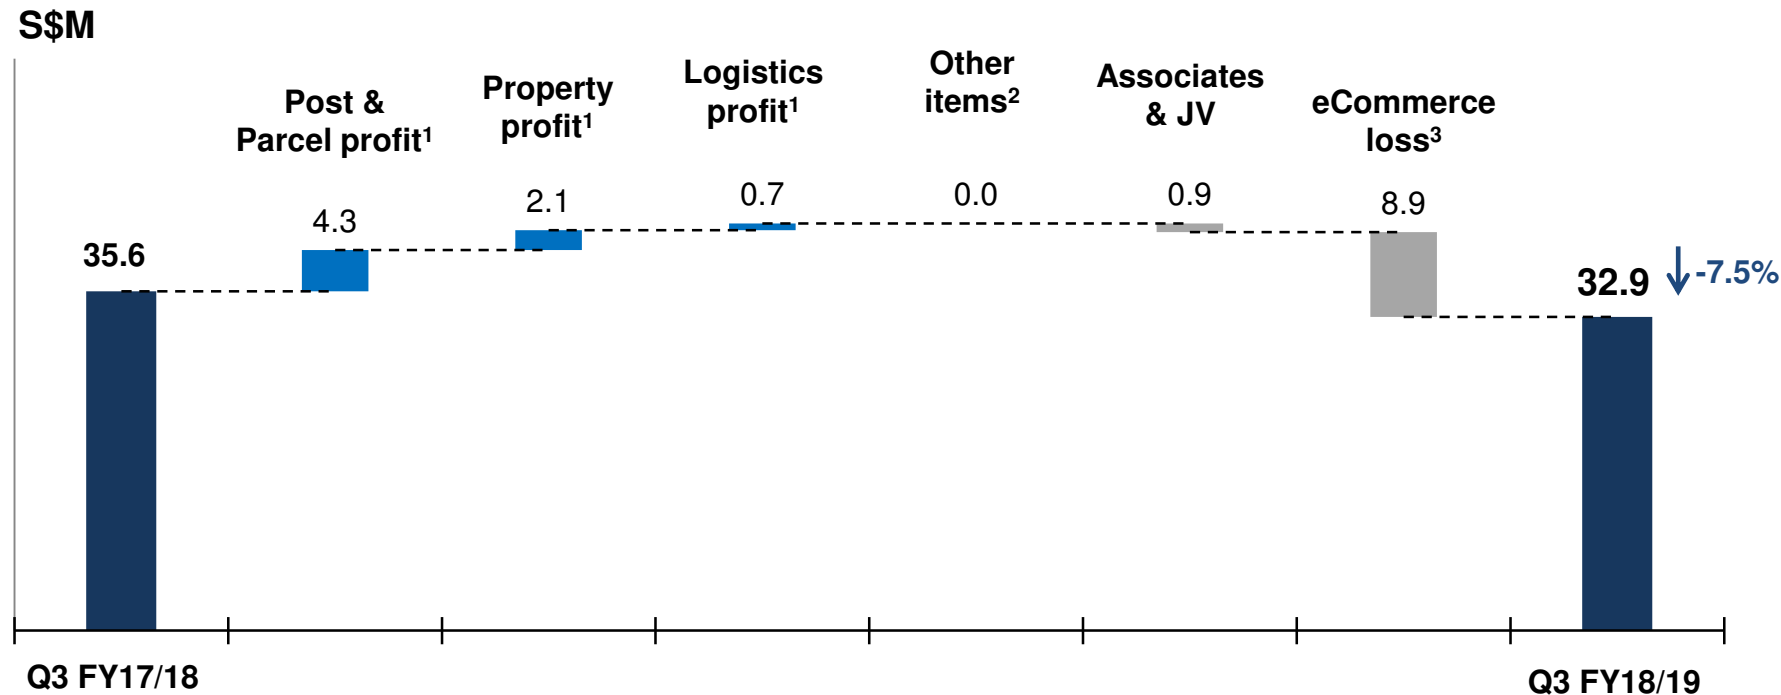 S$M
Post &
Parcel profit¹
Property
profit¹
Logistics
profit¹
Other
items²
Associates
& JV
eCommerce
loss³
35.6
4.3
2.1
0.7
0.0
0.9
8.9
32.9
-7.5%
Q3 FY17/18
Q3 FY18/19